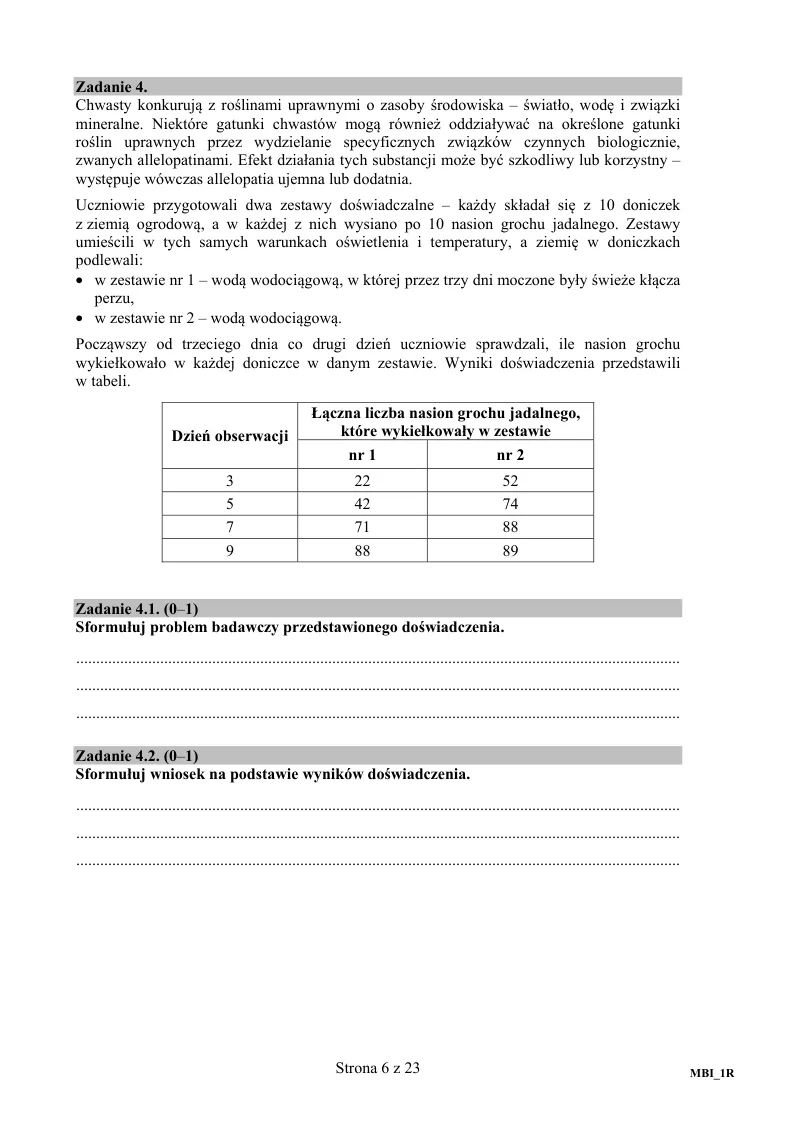 Zadanie 4.
Chwasty konkurują z roślinami uprawnymi o zasoby środowiska – światło, wodę i związki
mineralne. Niektóre gatunki chwastów mogą również oddziaływać na określone gatunki
roślin uprawnych przez wydzielanie specyficznych związków czynnych biologicznie,
zwanych allelopatinami. Efekt działania tych substancji może być szkodliwy lub korzystny –
występuje wówczas allelopatia ujemna lub dodatnia.
Uczniowie przygotowali dwa zestawy doświadczalne – każdy składał się z 10 doniczek
z ziemią ogrodową, a w każdej z nich wysiano po 10 nasion grochu jadalnego. Zestawy
umieścili w tych samych warunkach oświetlenia i temperatury, a ziemię w doniczkach
podlewali:
• w zestawie nr 1 – wodą wodociągową, w której przez trzy dni moczone były świeże kłącza
perzu,
• w zestawie nr 2 – wodą wodociągową.
Począwszy od trzeciego dnia co drugi dzień uczniowie sprawdzali, ile nasion grochu
wykiełkowało w każdej doniczce w danym zestawie. Wyniki doświadczenia przedstawili
w tabeli.
Dzień obserwacji
Łączna liczba nasion grochu jadalnego,
które wykiełkowały w zestawie
nr 1 nr 2
3 22 52
5 42 74
7 71 88
9 88 89
Zadanie 4.1. (0–1)
Sformułuj problem badawczy przedstawionego doświadczenia.
Zadanie 4.2. (0–1)
Sformułuj wniosek na podstawie wyników doświadczenia.
Strona 6 z 23
MBI_1R